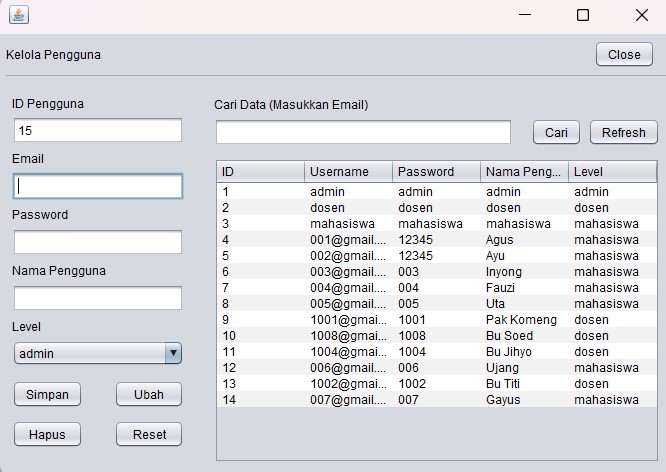 Kelola Pengguna
Close
ID Pengguna
15
Email
Password
Nama Pengguna
Level
admin
Simpan Ubah
Hapus Reset
Cari Data (Masukkan Email)
Cari Refresh
ID Username Password Nama Peng... Level
1 admin admin admin admin
2 dosen dosen dosen dosen
3 mahasiswa mahasiswa mahasiswa mahasiswa
4 001@gmail.... 12345 Agus mahasiswa
5 002@gmail.... 12345 Ayu mahasiswa
6 003@gmail.... 003 Inyong mahasiswa
7 004@gmail.... 004 Fauzi mahasiswa
8 005@gmail.... 005 Uta mahasiswa
9 1001@gmai... 1001 Pak Komeng dosen
10 1008@gmai... 1008 Bu Soed dosen
11 1004@gmai... 1004 Bu Jihyo dosen
12 006@gmail.... 006 Ujang mahasiswa
13 1002@gmai... 1002 Bu Titi dosen
14 007@gmail.... 007 Gayus mahasiswa